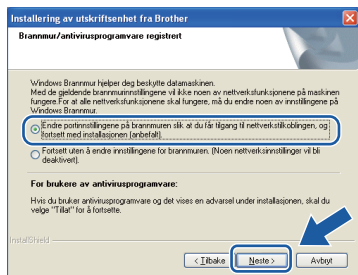 Installering av utskriftsenhet fra Brother
Brannmur/antivirusprogramvare registrert
Windows Brannmur hjelper deg beskytte datamaskinen.
Med de gjeldende brannmurinnstillingene vil ikke noen av nettverksfunksjonene på maskinen
fungere.For at alle nettverksfunksjonene skal fungere, må du endre noen av innstillingene på
Windows Brannmur.
Endre portinnstillingene på brannmuren slik at du får tilgang til nettverkstilkoblingen, og
fortsett med installasjonen (anbefalt).
Fortsett uten å endre innstillingene for brannmuren. (Noen nettverksinnstillinger vil bli
deaktivert).
For brukere av antivirusprogramvare:
Hvis du bruker antivirusprogramvare og det vises en advarsel under installasjonen, skal du
velge "Tillat" for å fortsette.
InstallShield
< Tilbake
Neste >
Avbryt